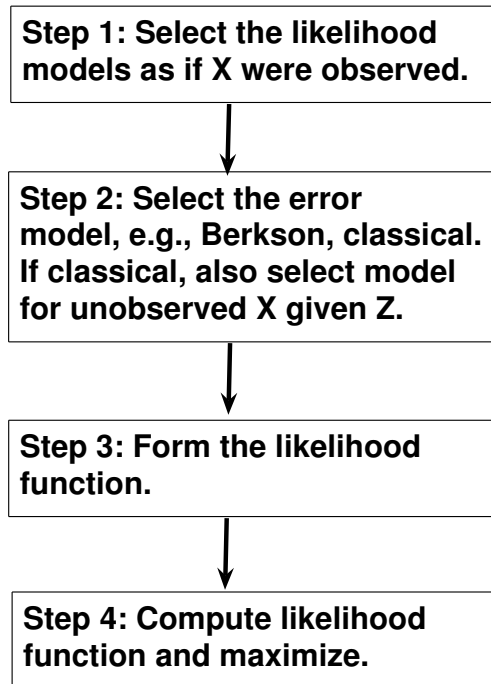 Step 1: Select the likelihood
models as if X were observed.
Step 2: Select the error
model, e.g., Berkson, classical.
If classical, also select model
for unobserved X given Z.
Step 3: Form the likelihood
function.
Step 4: Compute likelihood
function and maximize.